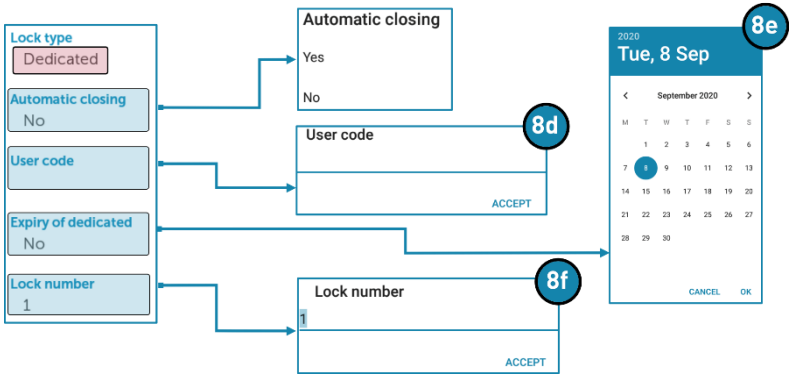 Lock type
Dedicated
Automatic closing
No
User code
Expiry of dedicated
No
Lock number
1
Automatic closing
Yes
No
8d
User code
ACCEPT
8f
Lock number
1
ACCEPT
8e
2020
Tue, 8 Sep
< September 2020 >
M T W T F S S
1 2 3 4 5 6
7 8 9 10 11 12 13
14 15 16 17 18 19 20
21 22 23 24 25 26 27
28 29 30
CANCEL OK